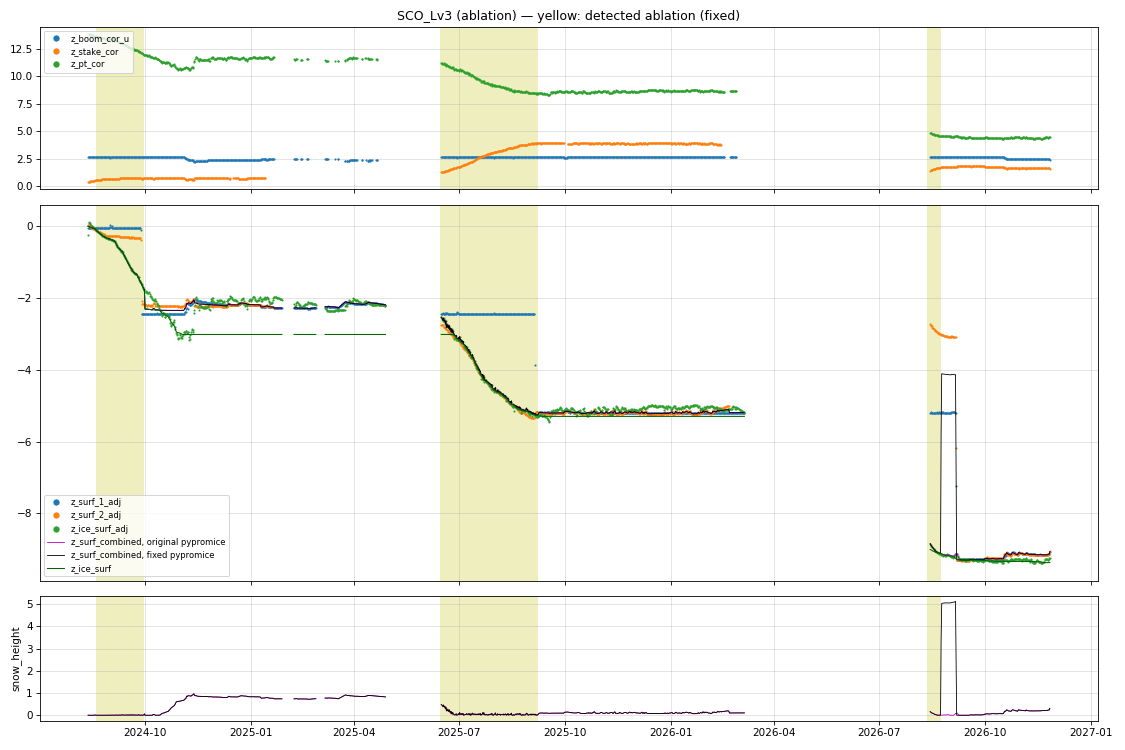 SCO_Lv3 (ablation) — yellow: detected ablation (fixed)
z_boom_cor_u
z_stake_cor
z_pt_cor
12.5
10.0
7.5
5.0
2.5
0.0
0
−2
−4
−6
−8
z_surf_1_adj
z_surf_2_adj
z_ice_surf_adj
z_surf_combined, original pypromice
z_surf_combined, fixed pypromice
z_ice_surf
snow_height
5
4
3
2
1
0
2024-10 2025-01 2025-04 2025-07 2025-10 2026-01 2026-04 2026-07 2026-10 2027-01